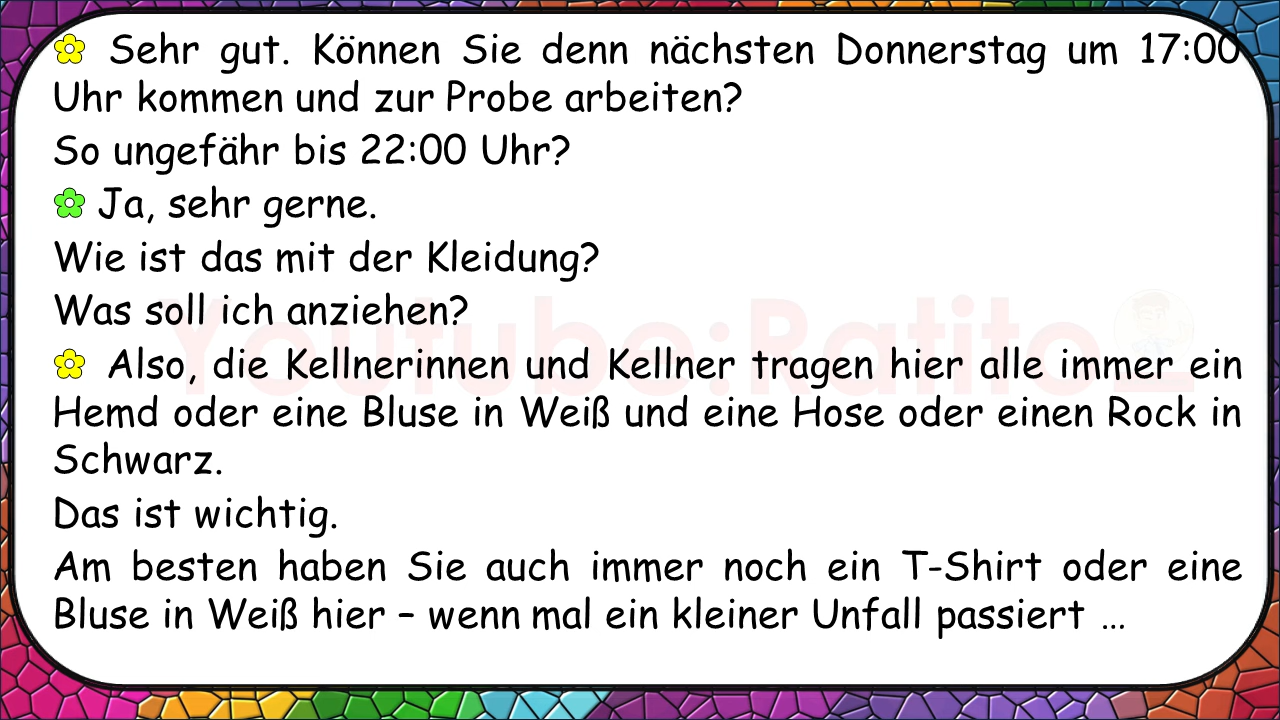 Sehr gut. Können Sie denn nächsten Donnerstag um 17:00
Uhr kommen und zur Probe arbeiten?
So ungefähr bis 22:00 Uhr?
Ja, sehr gerne.
Wie ist das mit der Kleidung?
Was soll ich anziehen?
Youtube:Ratito
Also, die Kellnerinnen und Kellner tragen hier alle immer ein
Hemd oder eine Bluse in Weiß und eine Hose oder einen Rock in
Schwarz.
Das ist wichtig.
Am besten haben Sie auch immer noch ein T-Shirt oder eine
Bluse in Weiß hier – wenn mal ein kleiner Unfall passiert ...